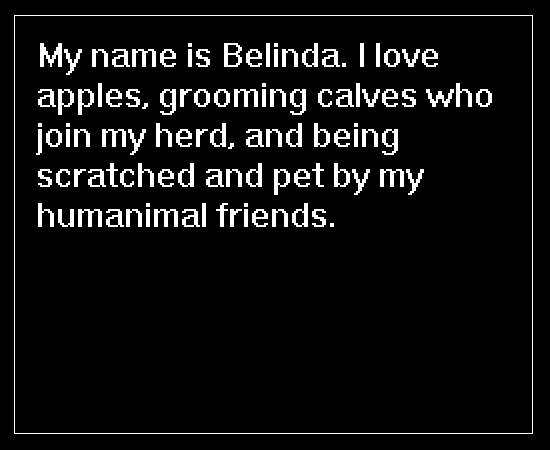 My name is Belinda. I love
apples, grooming calves who
join my herd, and being
scratched and pet by my
humanimal friends.